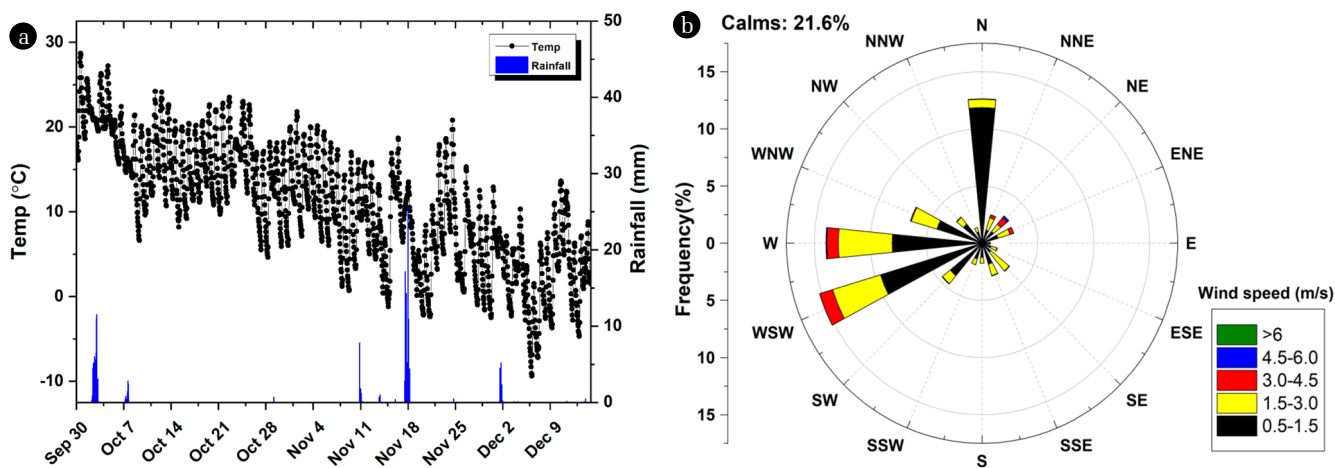 a
Temp (°C)
30
20
10
0
-10
Temp
Rainfall
50
40
30
20
10
0
Rainfall (mm)
Sep 30
Oct 7
Oct 14
Oct 21
Oct 28
Nov 4
Nov 11
Nov 18
Nov 25
Dec 2
Dec 9
b
Calms: 21.6%
Frequency(%)
15
10
5
0
5
10
15
N
NNE
NE
ENE
E
ESE
SE
SSE
S
SSW
SW
WSW
W
WNW
NW
NNW
Wind speed (m/s)
>6
4.5-6.0
3.0-4.5
1.5-3.0
0.5-1.5